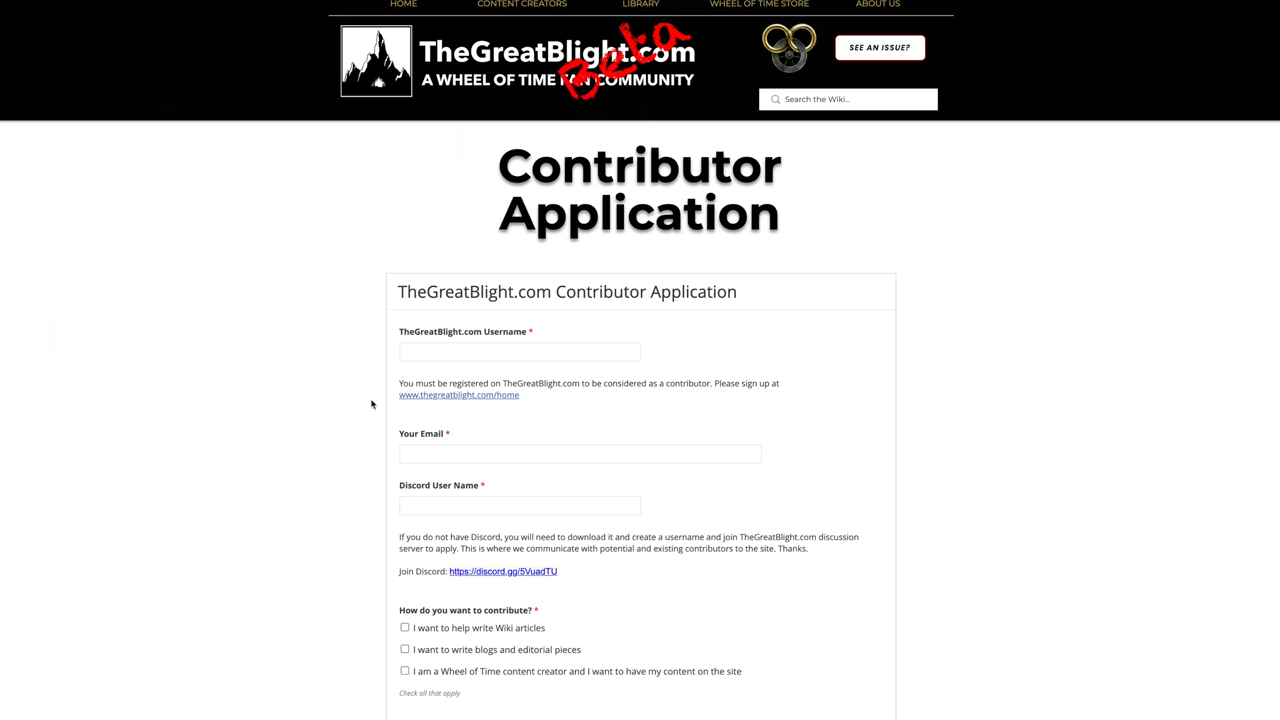 HOME CONTENT CREATORS LIBRARY WHEEL OF TIME STORE ABOUT US
TheGreatBlight.com
Beta
A WHEEL OF TIME FAN COMMUNITY
SEE AN ISSUE?
Search the Wiki...
Contributor
Application
TheGreatBlight.com Contributor Application
TheGreatBlight.com Username *
You must be registered on TheGreatBlight.com to be considered as a contributor. Please sign up at
www.thegreatblight.com/home
Your Email *
Discord User Name *
If you do not have Discord, you will need to download it and create a username and join TheGreatBlight.com discussion
server to apply. This is where we communicate with potential and existing contributors to the site. Thanks.
Join Discord: https://discord.gg/5VuadTU
How do you want to contribute? *
I want to help write Wiki articles
I want to write blogs and editorial pieces
I am a Wheel of Time content creator and I want to have my content on the site
Check all that apply